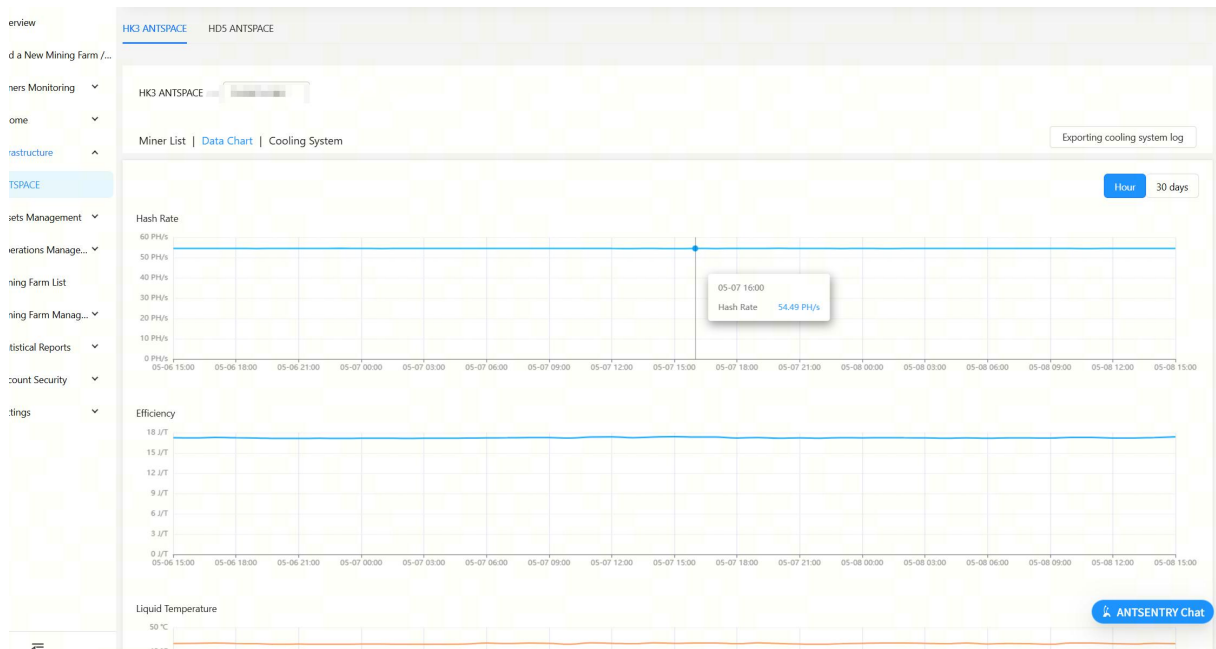 erview
d a New Mining Farm /...
ners Monitoring
ome
rastructure
TSPACE
sets Management
perations Manage...
ning Farm List
ning Farm Manag...
tistical Reports
count Security
ttings
HK3 ANTSPACE HD5 ANTSPACE
HK3 ANTSPACE
Miner List | Data Chart | Cooling System
Exporting cooling system log
Hour 30 days
Hash Rate
60 PH/s
50 PH/s
40 PH/s
30 PH/s
20 PH/s
10 PH/s
0 PH/s
05-07 16:00
Hash Rate 54.49 PH/s
05-06 15:00 05-06 18:00 05-06 21:00 05-07 00:00 05-07 03:00 05-07 06:00 05-07 09:00 05-07 12:00 05-07 15:00 05-07 18:00 05-07 21:00 05-08 00:00 05-08 03:00 05-08 06:00 05-08 09:00 05-08 12:00 05-08 15:00
Efficiency
18 J/T
15 J/T
12 J/T
9 J/T
6 J/T
3 J/T
0 J/T
05-06 15:00 05-06 18:00 05-06 21:00 05-07 00:00 05-07 03:00 05-07 06:00 05-07 09:00 05-07 12:00 05-07 15:00 05-07 18:00 05-07 21:00 05-08 00:00 05-08 03:00 05-08 06:00 05-08 09:00 05-08 12:00 05-08 15:00
Liquid Temperature
50 °C
ANTSENTRY Chat